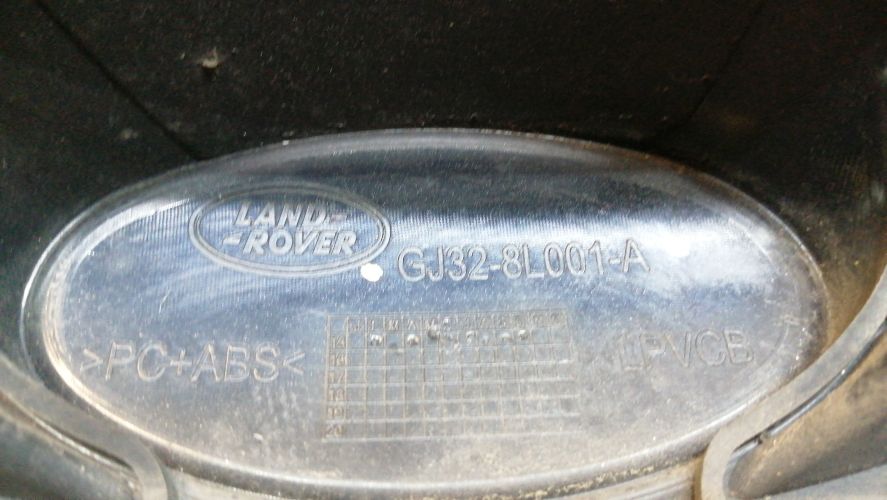 LAND-
-ROVER
GJ32-8L001-A
>PC+ABS<
LPVCB